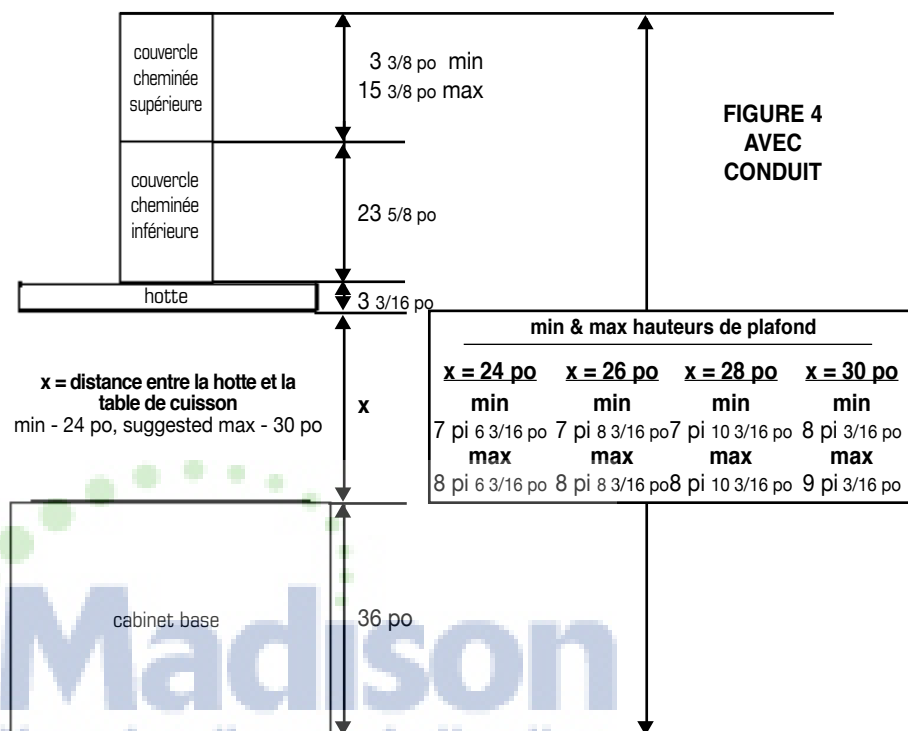 couvercle
cheminée
supérieure
3 3/8 po min
15 3/8 po max
FIGURE 4
AVEC
CONDUIT
couvercle
cheminée
inférieure
23 5/8 po
hotte
3 3/16 po
x = distance entre la hotte et la
table de cuisson
min - 24 po, suggested max - 30 po
x
min & max hauteurs de plafond
x = 24 po x = 26 po x = 28 po x = 30 po
min min min min
7 pi 6 3/16 po 7 pi 8 3/16 po 7 pi 10 3/16 po 8 pi 3/16 po
max max max max
8 pi 6 3/16 po 8 pi 8 3/16 po 8 pi 10 3/16 po 9 pi 3/16 po
cabinet base
36 po
Madison